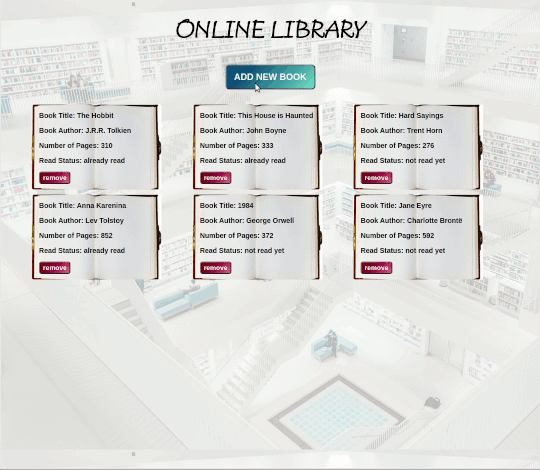 ONLINE LIBRARY
ADD NEW BOOK
Book Title: The Hobbit
Book Author: J.R.R. Tolkien
Number of Pages: 310
Read Status: already read
remove
Book Title: This House is Haunted
Book Author: John Boyne
Number of Pages: 333
Read Status: already read
remove
Book Title: Hard Sayings
Book Author: Trent Horn
Number of Pages: 276
Read Status: not read yet
remove
Book Title: Anna Karenina
Book Author: Lev Tolstoy
Number of Pages: 852
Read Status: already read
remove
Book Title: 1984
Book Author: George Orwell
Number of Pages: 372
Read Status: not read yet
remove
Book Title: Jane Eyre
Book Author: Charlotte Brontë
Number of Pages: 592
Read Status: not read yet
remove